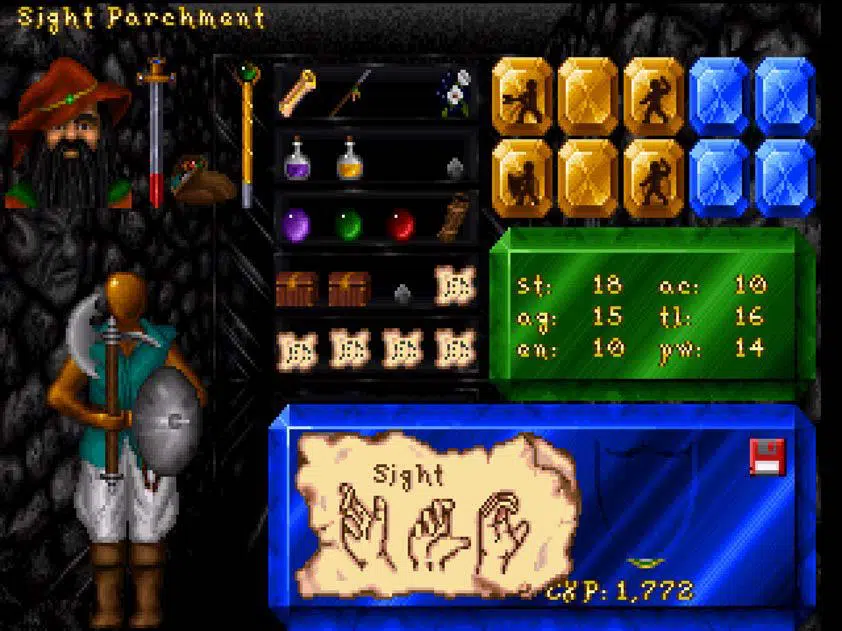 Sight Parchment
st: 18 ac: 10
ag: 15 tl: 16
en: 10 pw: 14
Sight
EXP: 1,772